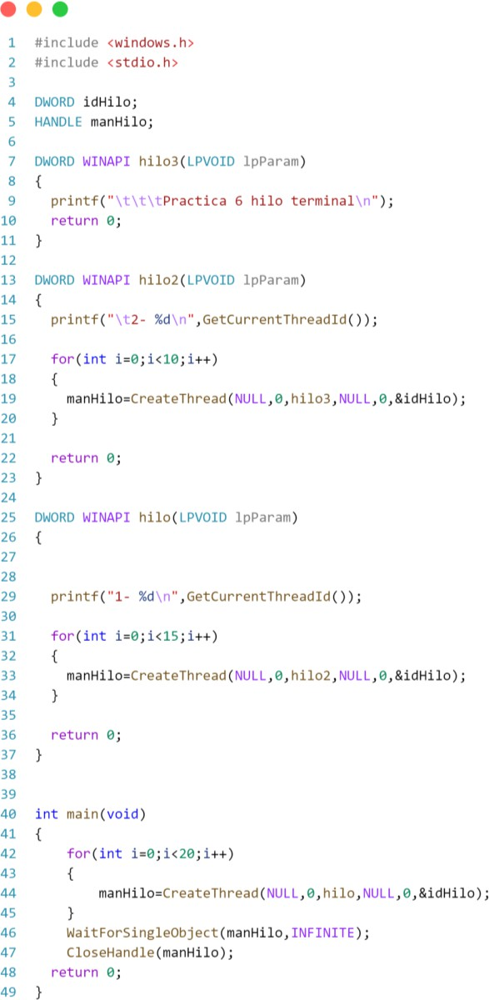 1 #include <windows.h>
2 #include <stdio.h>
3
4 DWORD idHilo;
5 HANDLE manHilo;
6
7 DWORD WINAPI hilo3(LPVOID lpParam)
8 {
9   printf("\t\t\tPractica 6 hilo terminal\n");
10   return 0;
11 }
12
13 DWORD WINAPI hilo2(LPVOID lpParam)
14 {
15   printf("\t2- %d\n",GetCurrentThreadId());
16
17   for(int i=0;i<10;i++)
18   {
19     manHilo=CreateThread(NULL,0,hilo3,NULL,0,&idHilo);
20   }
21
22   return 0;
23 }
24
25 DWORD WINAPI hilo(LPVOID lpParam)
26 {
27
28
29   printf("1- %d\n",GetCurrentThreadId());
30
31   for(int i=0;i<15;i++)
32   {
33     manHilo=CreateThread(NULL,0,hilo2,NULL,0,&idHilo);
34   }
35
36   return 0;
37 }
38
39
40 int main(void)
41 {
42     for(int i=0;i<20;i++)
43     {
44         manHilo=CreateThread(NULL,0,hilo,NULL,0,&idHilo);
45     }
46     WaitForSingleObject(manHilo,INFINITE);
47     CloseHandle(manHilo);
48   return 0;
49 }